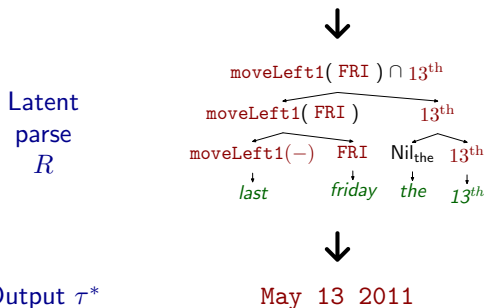 moveLeft1( FRI ) ∩ 13th
Latent
parse
R
moveLeft1( FRI ) 13th
moveLeft1(−) FRI Nilthe 13th
last friday the 13th
Output τ* May 13 2011